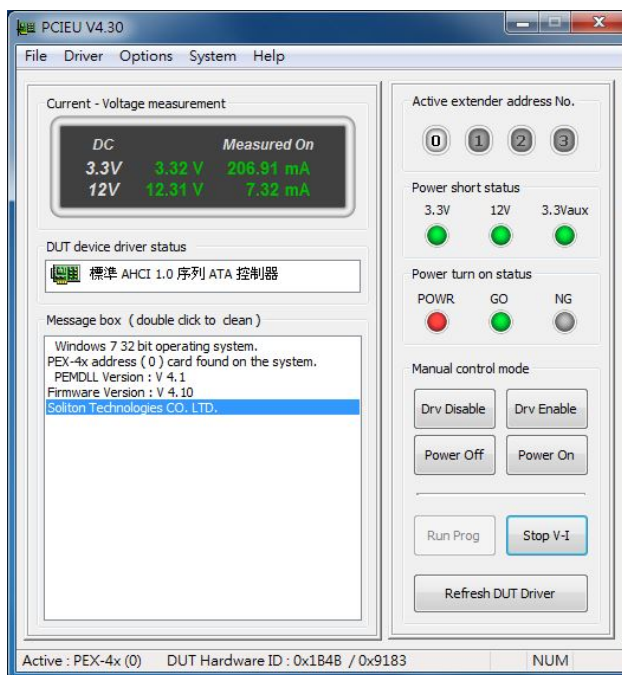 PCIEU V4.30
File Driver Options System Help
Current - Voltage measurement
DC Measured On
3.3V 3.32 V 206.91 mA
12V 12.31 V 7.32 mA
DUT device driver status
標準 AHCI 1.0 序列 ATA 控制器
Message box ( double click to clean )
Windows 7 32 bit operating system.
PEX-4x address ( 0 ) card found on the system.
PEMDLL Version : V 4.1
Firmware Version : V 4.10
Soliton Technologies CO. LTD.
Active extender address No.
0 1 2 3
Power short status
3.3V 12V 3.3Vaux
Power turn on status
POWR GO NG
Manual control mode
Drv Disable Drv Enable
Power Off Power On
Run Prog Stop V-I
Refresh DUT Driver
Active : PEX-4x (0) DUT Hardware ID : 0x1B4B / 0x9183 NUM